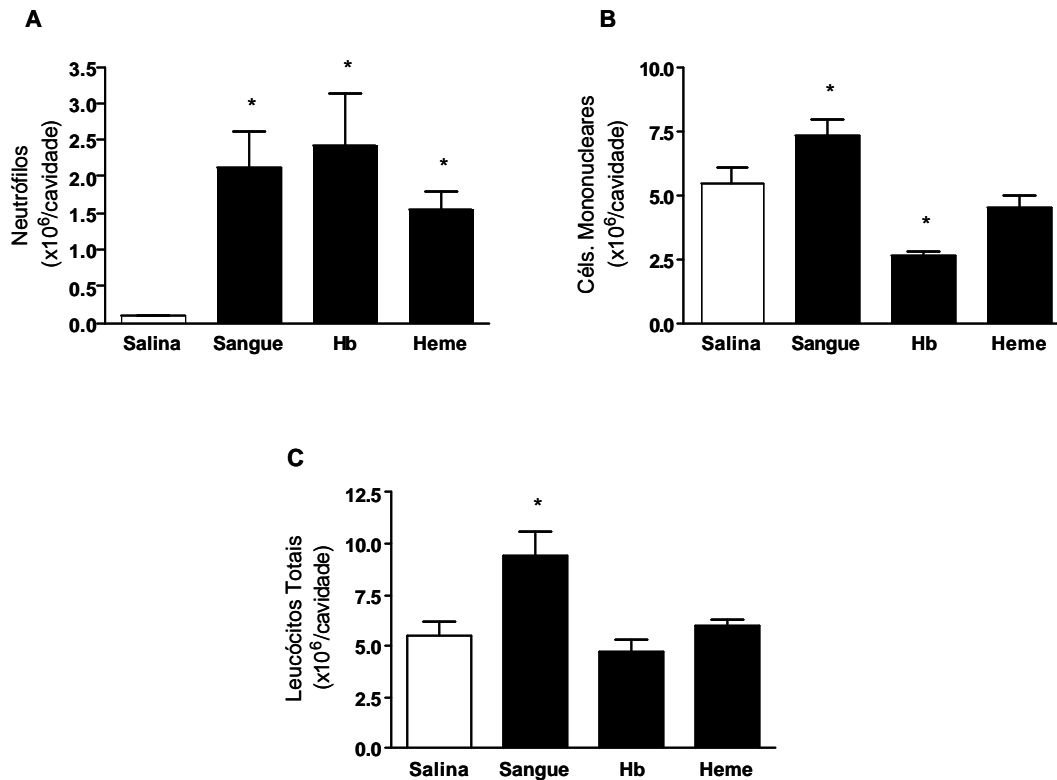 A
Neutrófilos
(x10⁶/cavidade)
3.5
3.0
2.5
2.0
1.5
1.0
0.5
0.0
*
*
*
Salina Sangue Hb Heme
B
Céls. Mononucleares
(x10⁶/cavidade)
10.0
7.5
5.0
2.5
0.0
*
*
Salina Sangue Hb Heme
C
Leucócitos Totais
(x10⁶/cavidade)
12.5
10.0
7.5
5.0
2.5
0.0
*
Salina Sangue Hb Heme